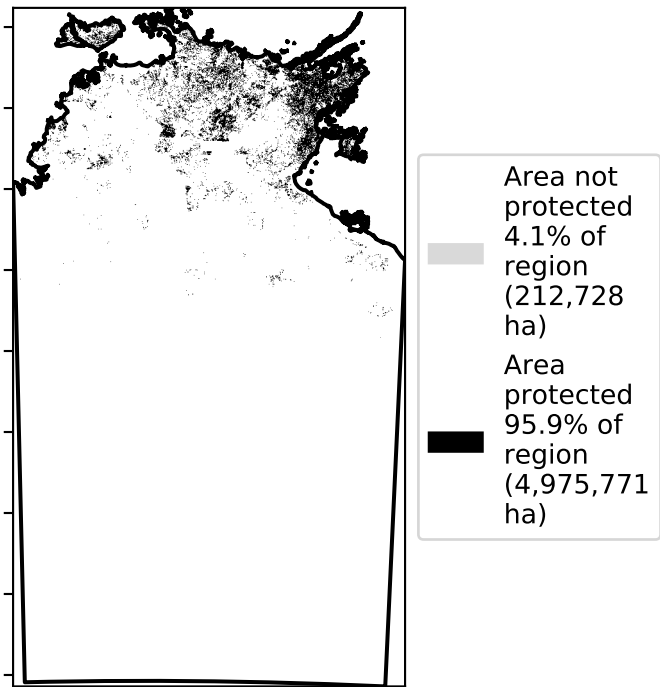 Area not
protected
4.1% of
region
(212,728
ha)
Area
protected
95.9% of
region
(4,975,771
ha)